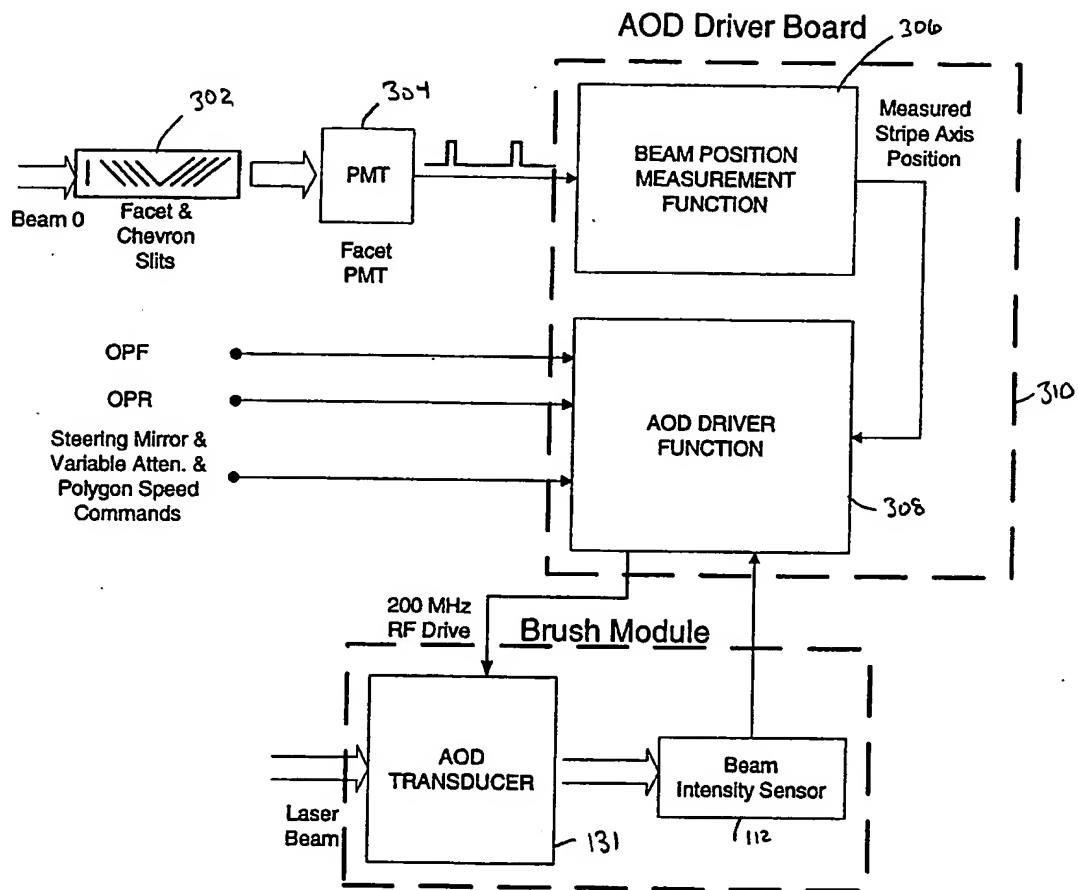 AOD Driver Board
306
302
304
Measured
Stripe Axis
Position
BEAM POSITION
MEASUREMENT
FUNCTION
PMT
Beam 0
Facet &
Chevron
Slits
Facet
PMT
OPF
OPR
Steering Mirror &
Variable Atten. &
Polygon Speed
Commands
AOD DRIVER
FUNCTION
310
308
200 MHz
RF Drive
Brush Module
AOD
TRANSDUCER
Beam
Intensity Sensor
Laser
Beam
131
112